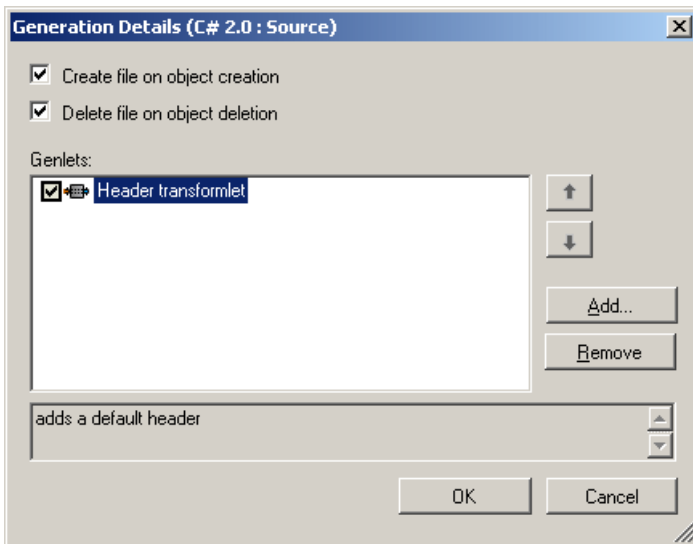 Generation Details (C# 2.0 : Source)
Create file on object creation
Delete file on object deletion
Genlets:
Header transformlet
Add...
Remove
adds a default header
OK Cancel